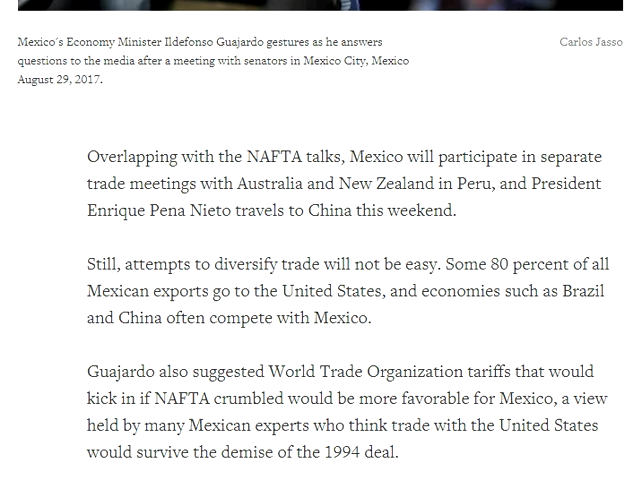 Mexico's Economy Minister Ildefonso Guajardo gestures as he answers
questions to the media after a meeting with senators in Mexico City, Mexico
August 29, 2017.
Carlos Jasso
Overlapping with the NAFTA talks, Mexico will participate in separate
trade meetings with Australia and New Zealand in Peru, and President
Enrique Pena Nieto travels to China this weekend.
Still, attempts to diversify trade will not be easy. Some 80 percent of all
Mexican exports go to the United States, and economies such as Brazil
and China often compete with Mexico.
Guajardo also suggested World Trade Organization tariffs that would
kick in if NAFTA crumbled would be more favorable for Mexico, a view
held by many Mexican experts who think trade with the United States
would survive the demise of the 1994 deal.